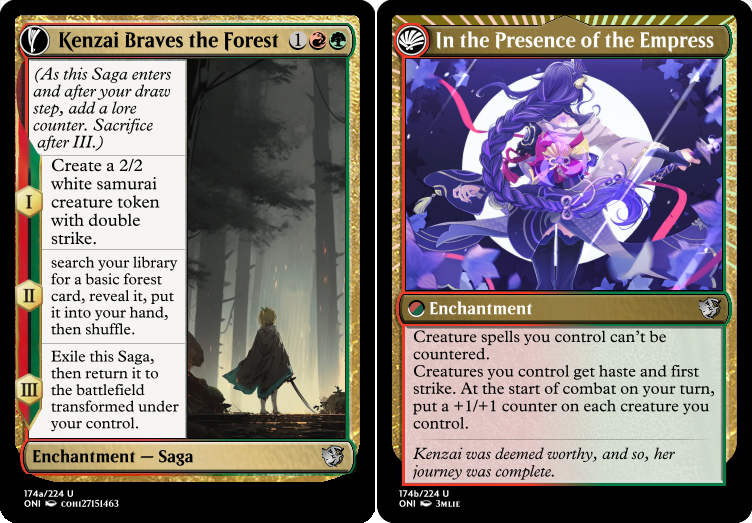 Kenzai Braves the Forest 1
(As this Saga enters
and after your draw
step, add a lore
counter. Sacrifice
after III.)
I
Create a 2/2
white samurai
creature token
with double
strike.
II
search your library
for a basic forest
card, reveal it, put
it into your hand,
then shuffle.
III
Exile this Saga,
then return it to
the battlefield
transformed under
your control.
Enchantment — Saga
174a/224 U
ONI COHI27151463
In the Presence of the Empress
Enchantment
Creature spells you control can't be
countered.
Creatures you control get haste and first
strike. At the start of combat on your turn,
put a +1/+1 counter on each creature you
control.
Kenzai was deemed worthy, and so, her
journey was complete.
174b/224 U
ONI 3MLIE